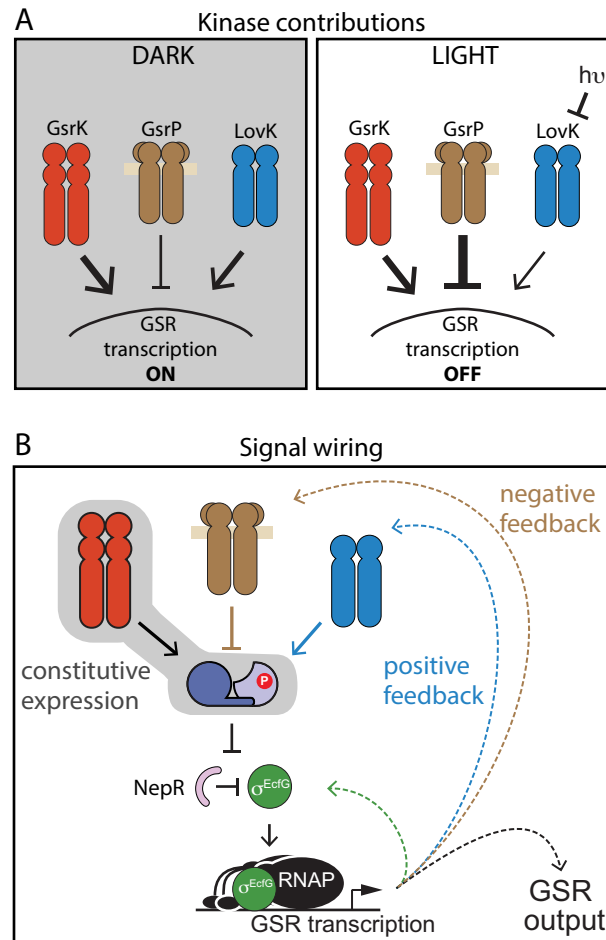 A
Kinase contributions
DARK
GsrK
GsrP
LovK
GSR
transcription
ON
LIGHT
hυ
GsrK
GsrP
LovK
GSR
transcription
OFF
B
Signal wiring
negative
feedback
positive
feedback
constitutive
expression
P
NepR
σEcfG
σEcfG
RNAP
GSR transcription
GSR
output